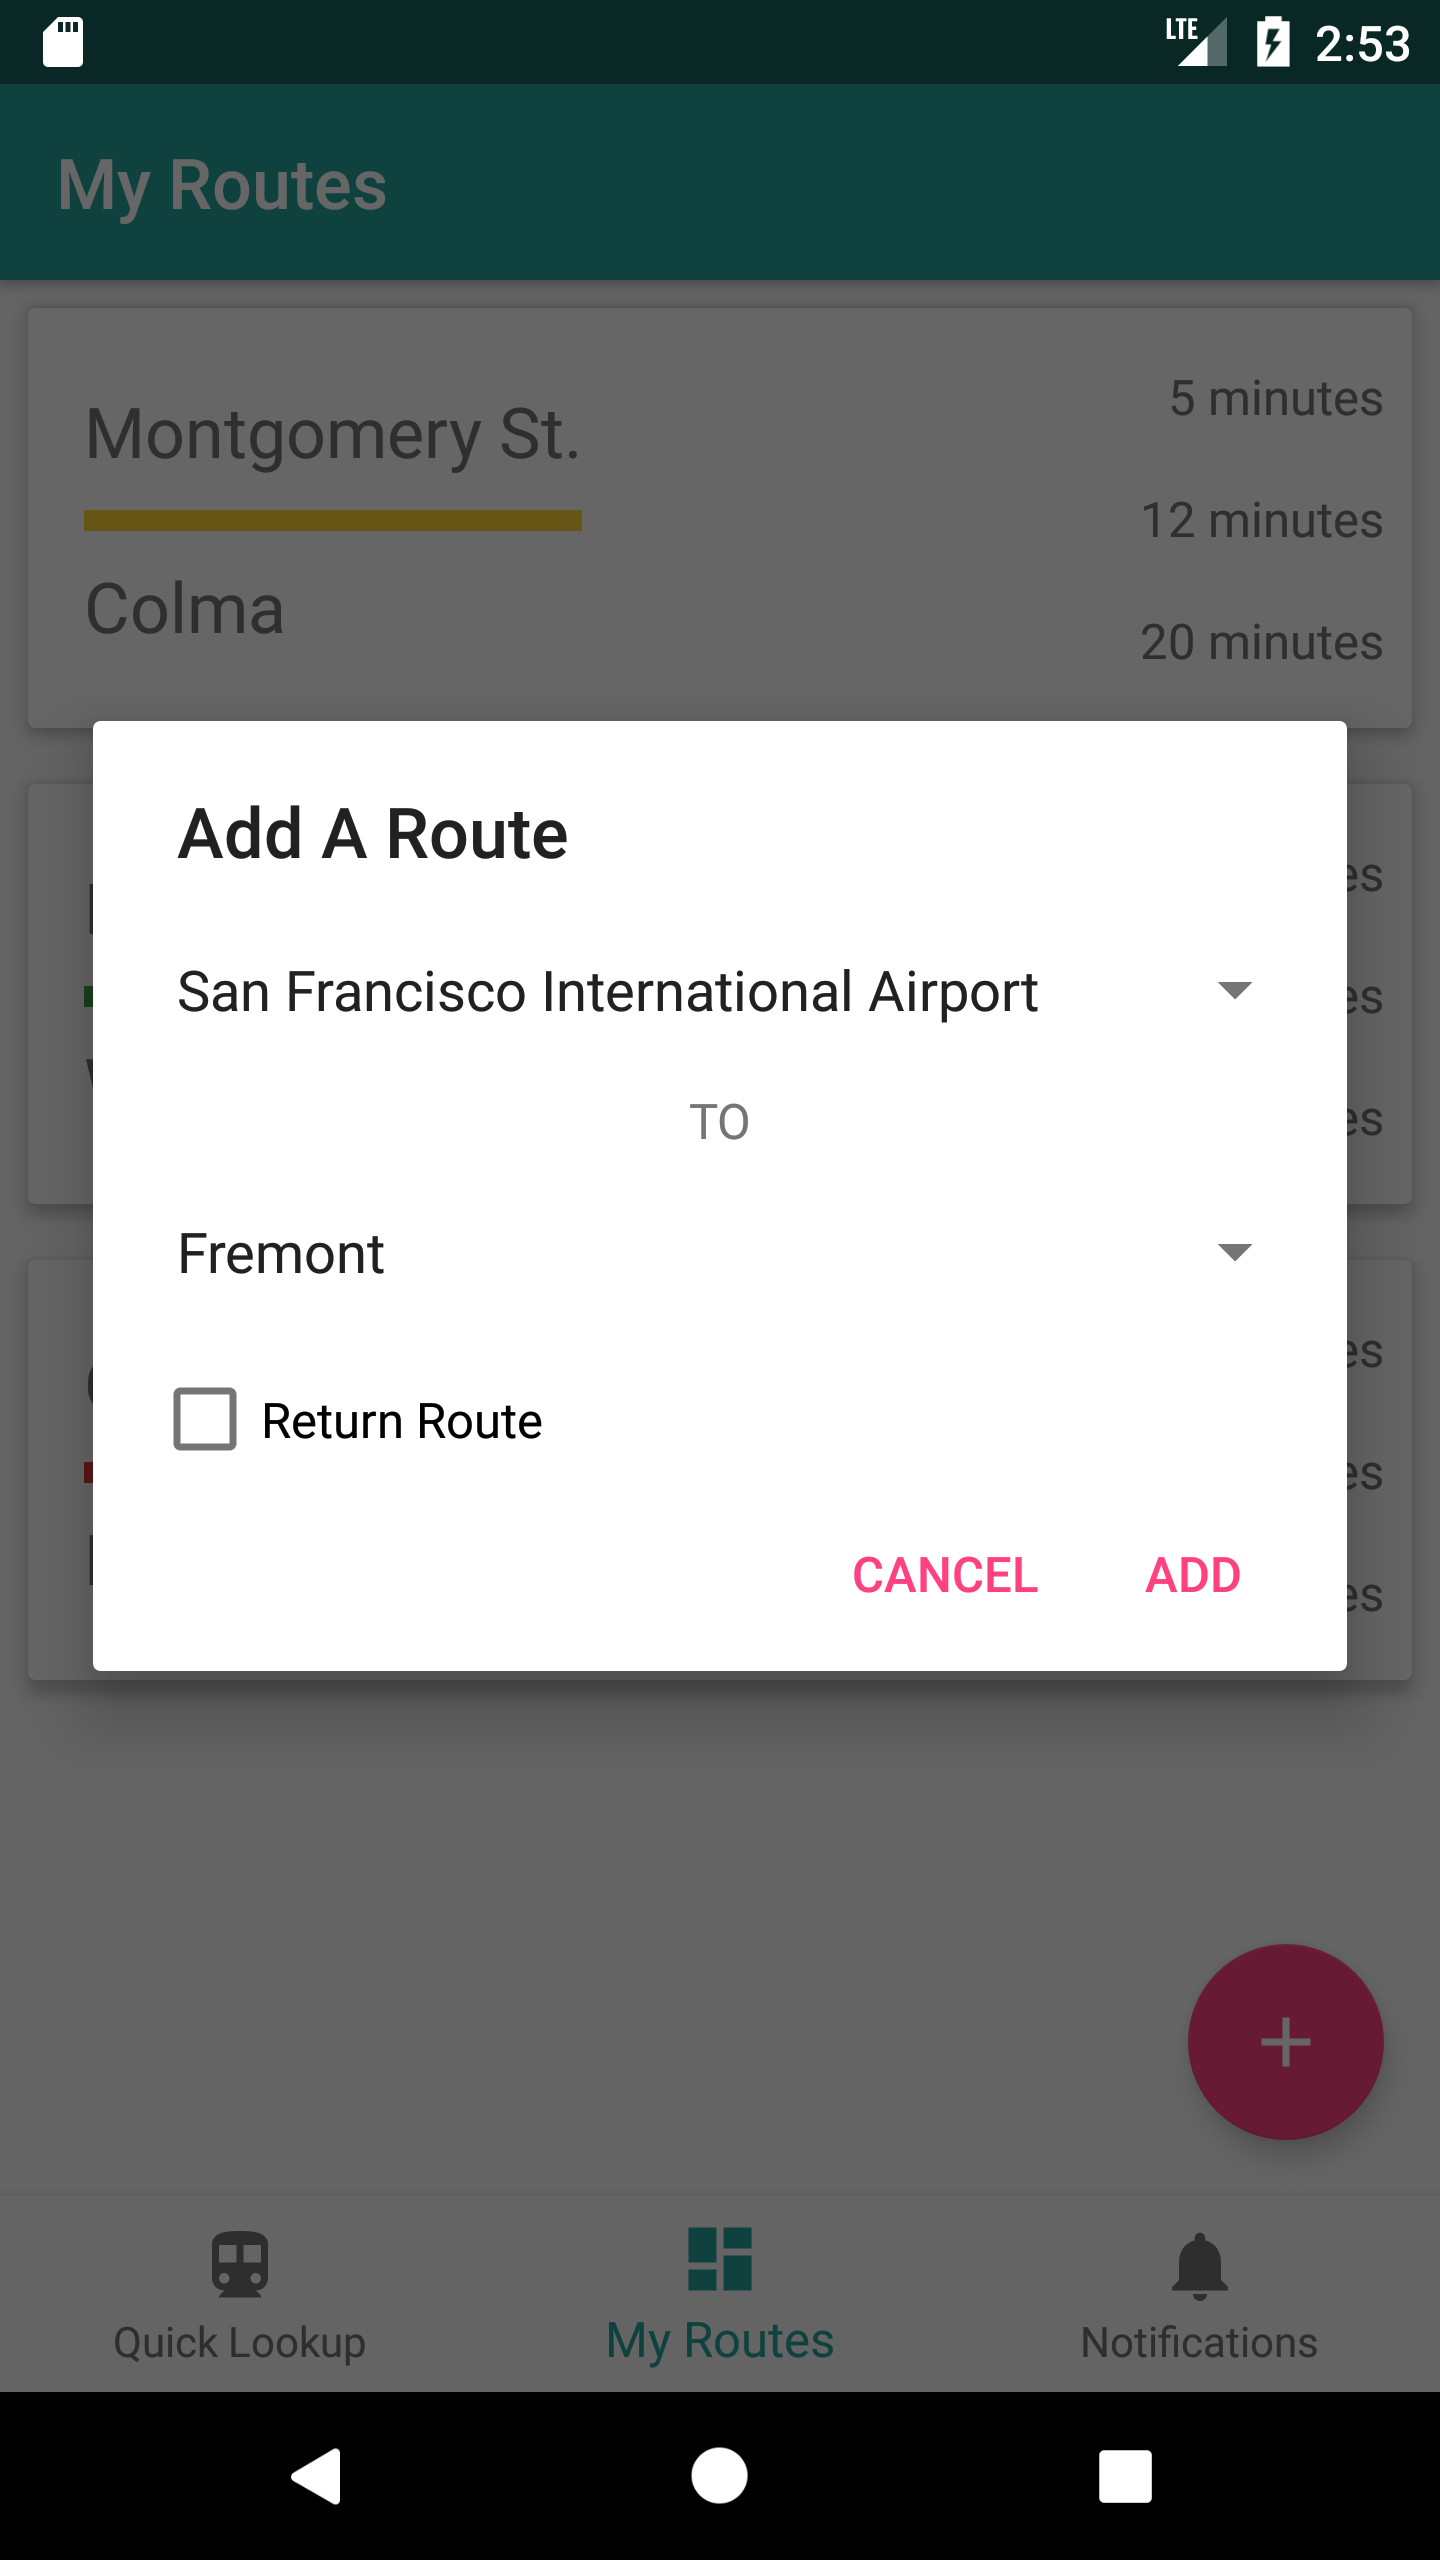 LTE 2:53
My Routes
Montgomery St.
Colma
5 minutes
12 minutes
20 minutes
Add A Route
San Francisco International Airport
TO
Fremont
Return Route
CANCEL ADD
Quick Lookup
My Routes
Notifications